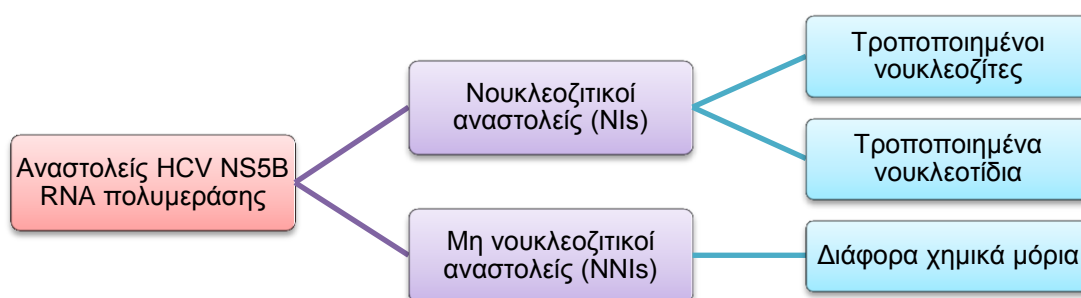 Αναστολείς HCV NS5B
RNA πολυμεράσης
Νουκλεοζιτικοί
αναστολείς (NIs)
Τροποποιημένοι
νουκλεοζίτες
Τροποποιημένα
νουκλεοτίδια
Μη νουκλεοζιτικοί
αναστολείς (NNIs)
Διάφορα χημικά μόρια